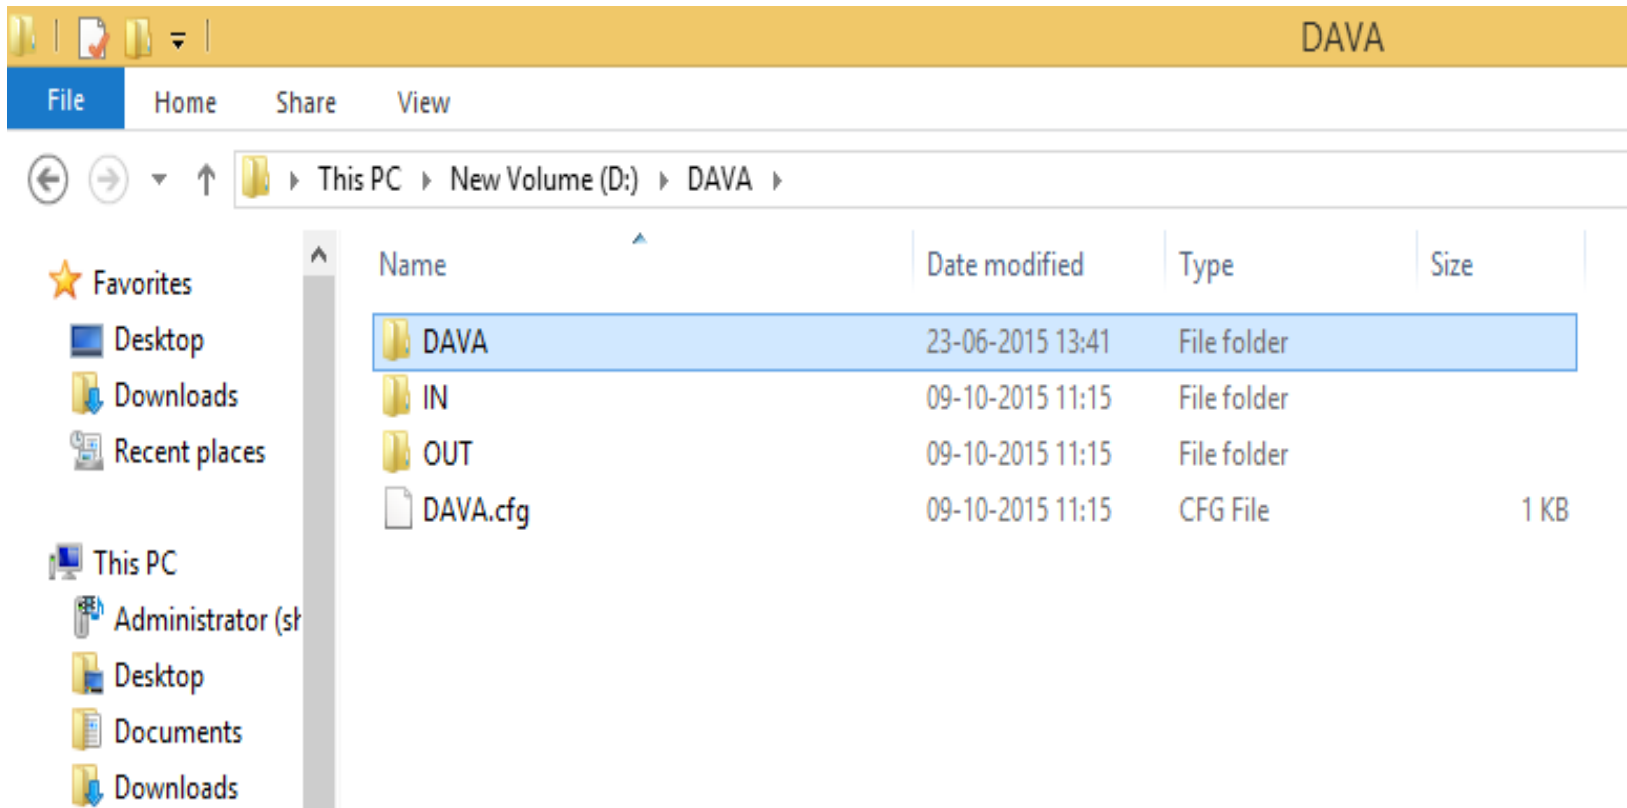 DAVA
File Home Share View
This PC New Volume (D:) DAVA
Name Date modified Type Size
Favorites
Desktop
Downloads
Recent places
This PC
Administrator (sh
Desktop
Documents
Downloads
DAVA 23-06-2015 13:41 File folder
IN 09-10-2015 11:15 File folder
OUT 09-10-2015 11:15 File folder
DAVA.cfg 09-10-2015 11:15 CFG File 1 KB